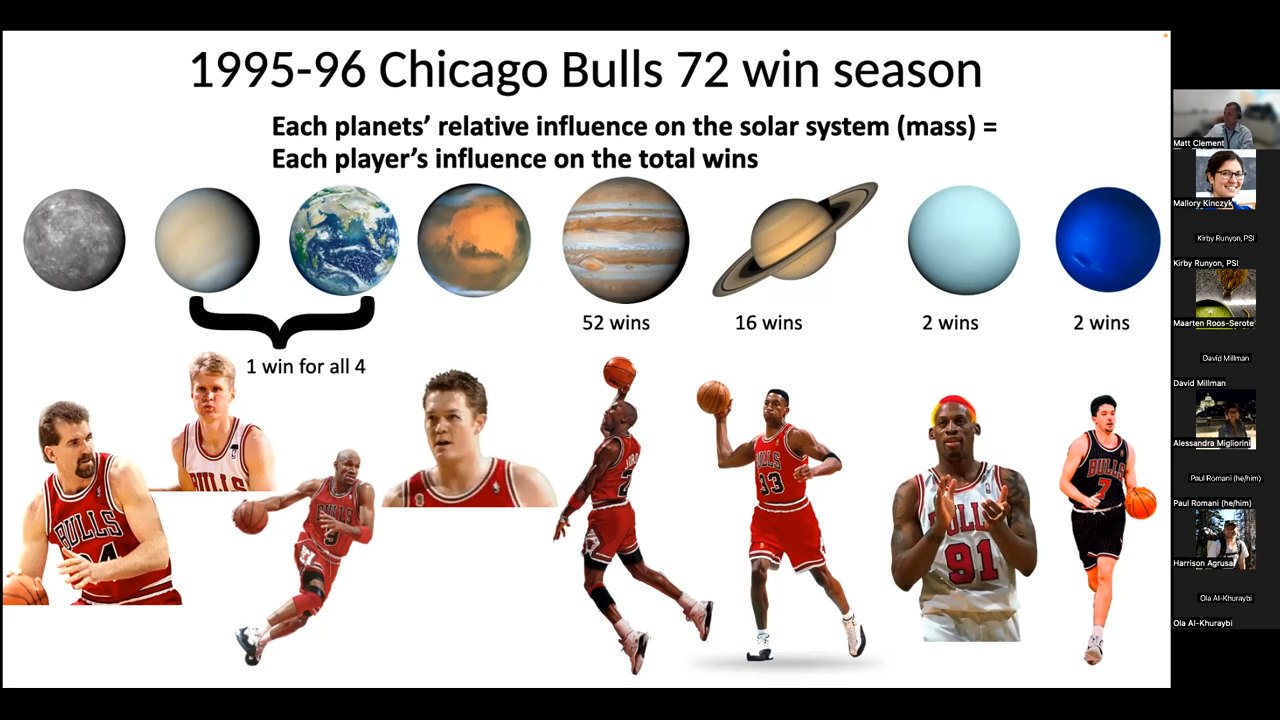 1995-96 Chicago Bulls 72 win season
Each planets’ relative influence on the solar system (mass) =
Each player’s influence on the total wins
52 wins
16 wins
2 wins
2 wins
1 win for all 4
BULLS
BULLS
BULLS
33
BULLS
91
BULLS
7
Matt Clement
Mallory Kinczyk
Kirby Runyon, PSI
Kirby Runyon, PSI
Maarten Roos-Serote
David Millman
David Millman
Alessandra Migliorini
Paul Romani (he/him)
Paul Romani (he/him)
Harrison Agrusa
Ola Al-Khuraybi
Ola Al-Khuraybi